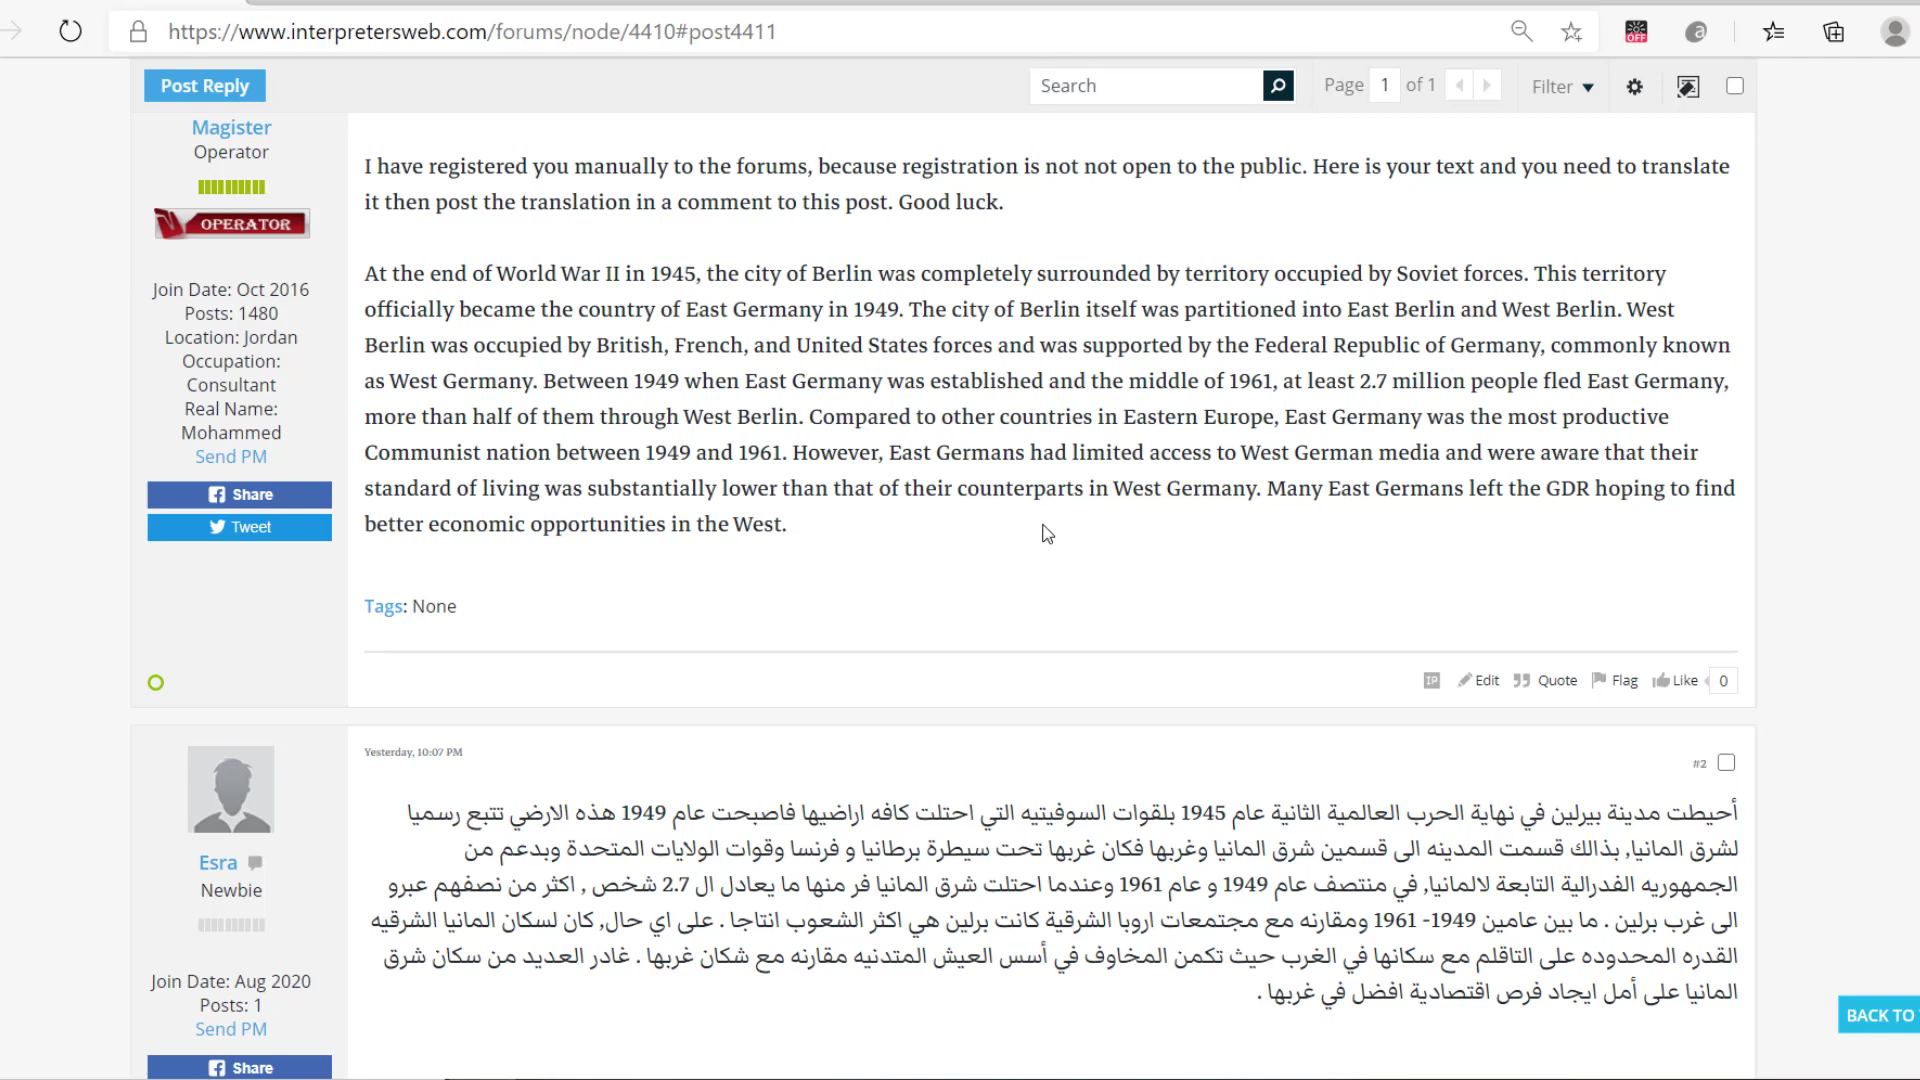 https://www.interpretersweb.com/forums/node/4410#post4411
OFF
a
Post Reply
Search
Page 1 of 1
Filter
Magister
Operator
OPERATOR
Join Date: Oct 2016
Posts: 1480
Location: Jordan
Occupation:
Consultant
Real Name:
Mohammed
Send PM
Share
Tweet
I have registered you manually to the forums, because registration is not not open to the public. Here is your text and you need to translate
it then post the translation in a comment to this post. Good luck.
At the end of World War II in 1945, the city of Berlin was completely surrounded by territory occupied by Soviet forces. This territory
officially became the country of East Germany in 1949. The city of Berlin itself was partitioned into East Berlin and West Berlin. West
Berlin was occupied by British, French, and United States forces and was supported by the Federal Republic of Germany, commonly known
as West Germany. Between 1949 when East Germany was established and the middle of 1961, at least 2.7 million people fled East Germany,
more than half of them through West Berlin. Compared to other countries in Eastern Europe, East Germany was the most productive
Communist nation between 1949 and 1961. However, East Germans had limited access to West German media and were aware that their
standard of living was substantially lower than that of their counterparts in West Germany. Many East Germans left the GDR hoping to find
better economic opportunities in the West.
Tags: None
IP Edit Quote Flag Like 0
Esra
Newbie
Join Date: Aug 2020
Posts: 1
Send PM
Share
Yesterday, 10:07 PM
#2
أحيطت مدينة بيرلين في نهاية الحرب العالمية الثانية عام 1945 بلقوات السوفيتيه التي احتلت كافه اراضيها فاصبحت عام 1949 هذه الارضي تتبع رسميا
لشرق المانيا, بذالك قسمت المدينه الى قسمين شرق المانيا وغربها فكان غربها تحت سيطرة برطانيا و فرنسا وقوات الولايات المتحدة وبدعم من
الجمهوريه الفدرالية التابعة لالمانيا, في منتصف عام 1949 و عام 1961 وعندما احتلت شرق المانيا فر منها ما يعادل ال 2.7 شخص , اكثر من نصفهم عبرو
الى غرب برلين . ما بين عامين 1949- 1961 ومقارنه مع مجتمعات اروبا الشرقية كانت برلين هي اكثر الشعوب انتاجا . على اي حال, كان لسكان المانيا الشرقيه
القدره المحدوده على التاقلم مع سكانها في الغرب حيث تكمن المخاوف في أسس العيش المتدنيه مقارنه مع شكان غربها . غادر العديد من سكان شرق
المانيا على أمل ايجاد فرص اقتصادية افضل في غربها .
BACK TO